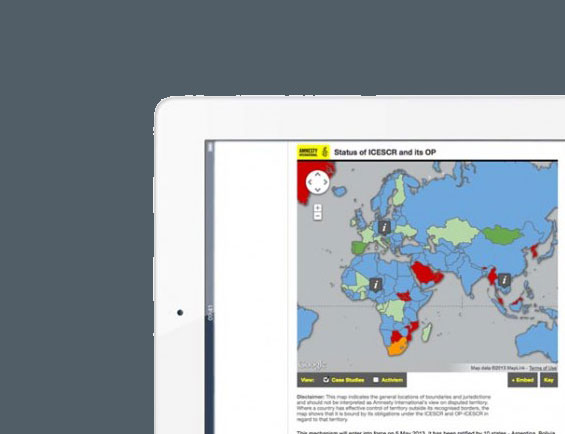 AMNESTY INTERNATIONAL
Status of ICESCR and its OP
i
i
i
+
−
Map data ©2013 MapLink - Terms of Use
View: Case Studies Activism + Embed Key
Disclaimer: This map indicates the general locations of boundaries and jurisdictions
and should not be interpreted as Amnesty International's view on disputed territory.
Where a country has effective control of territory outside its recognised borders, the
map shows that it is bound by its obligations under the ICESCR and OP-ICESCR in
regard to that territory.
This mechanism will enter into force on 5 May 2013, it has been ratified by 10 states - Argentina, Bolivia